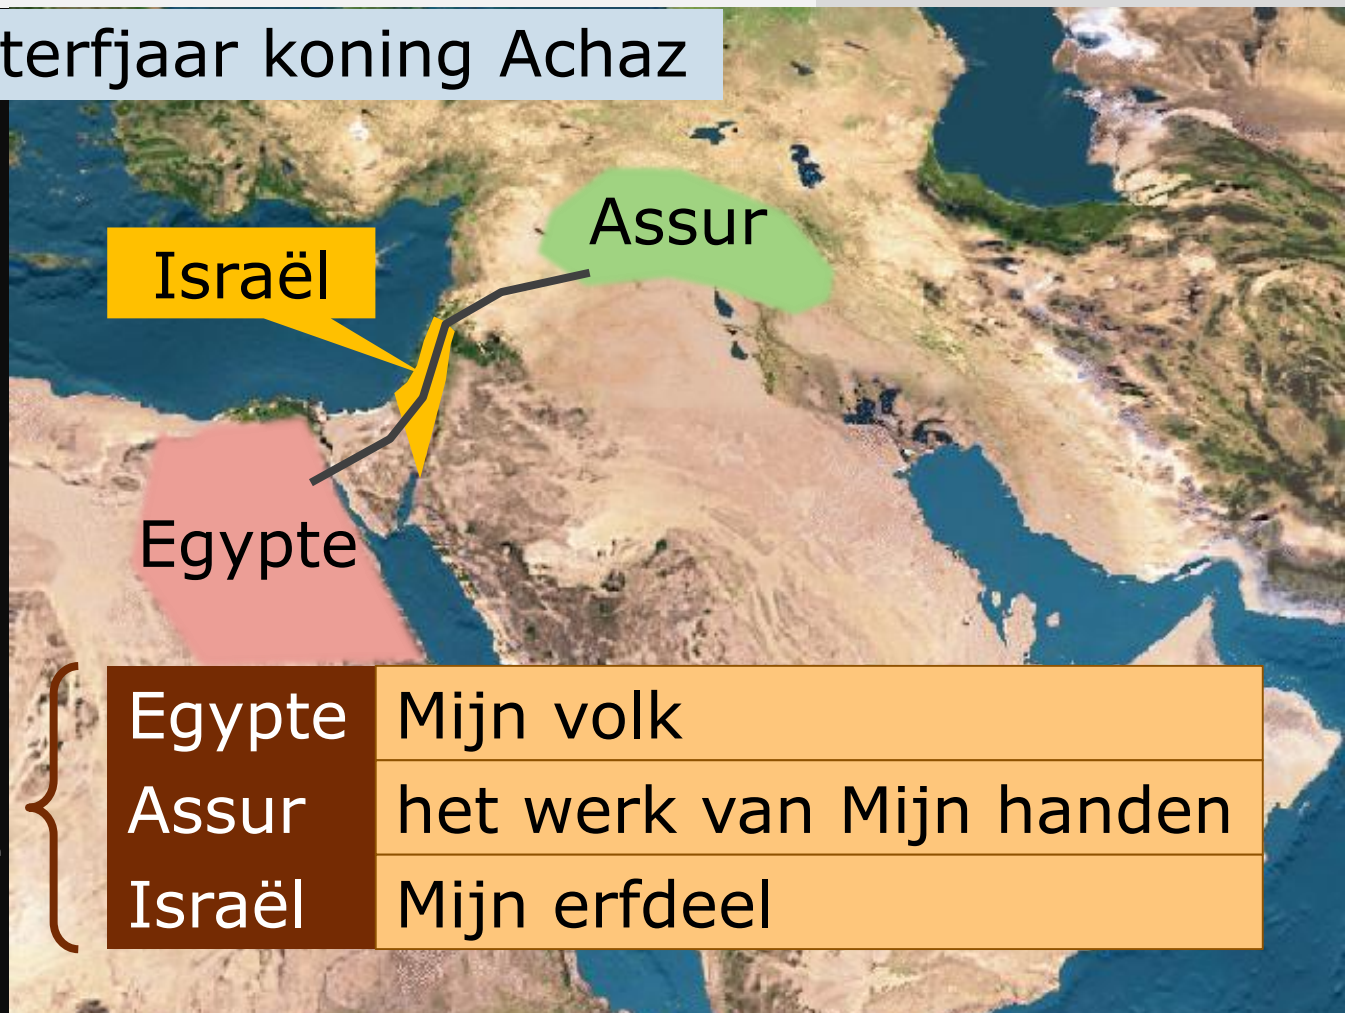 terfjaar koning Achaz
Assur
Israël
Egypte
Egypte Mijn volk
Assur het werk van Mijn handen
Israël Mijn erfdeel